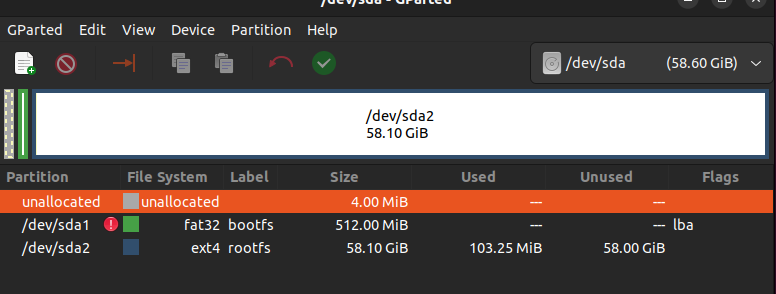 /dev/sda - GParted
GParted Edit View Device Partition Help
/dev/sda (58.60 GiB)
/dev/sda2
58.10 GiB
Partition File System Label Size Used Unused Flags
unallocated unallocated 4.00 MiB --- ---
/dev/sda1 fat32 bootfs 512.00 MiB --- --- lba
/dev/sda2 ext4 rootfs 58.10 GiB 103.25 MiB 58.00 GiB